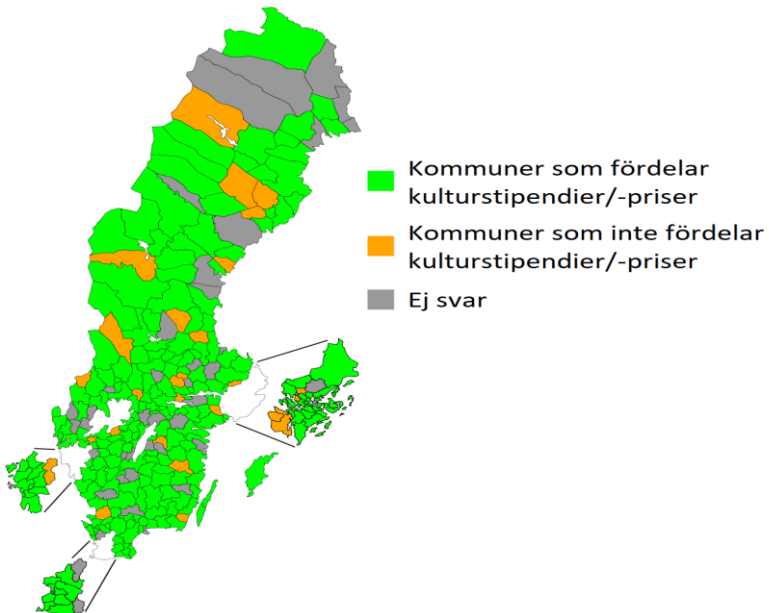 Kommuner som fördelar
kulturstipendier/-priser
Kommuner som inte fördelar
kulturstipendier/-priser
Ej svar